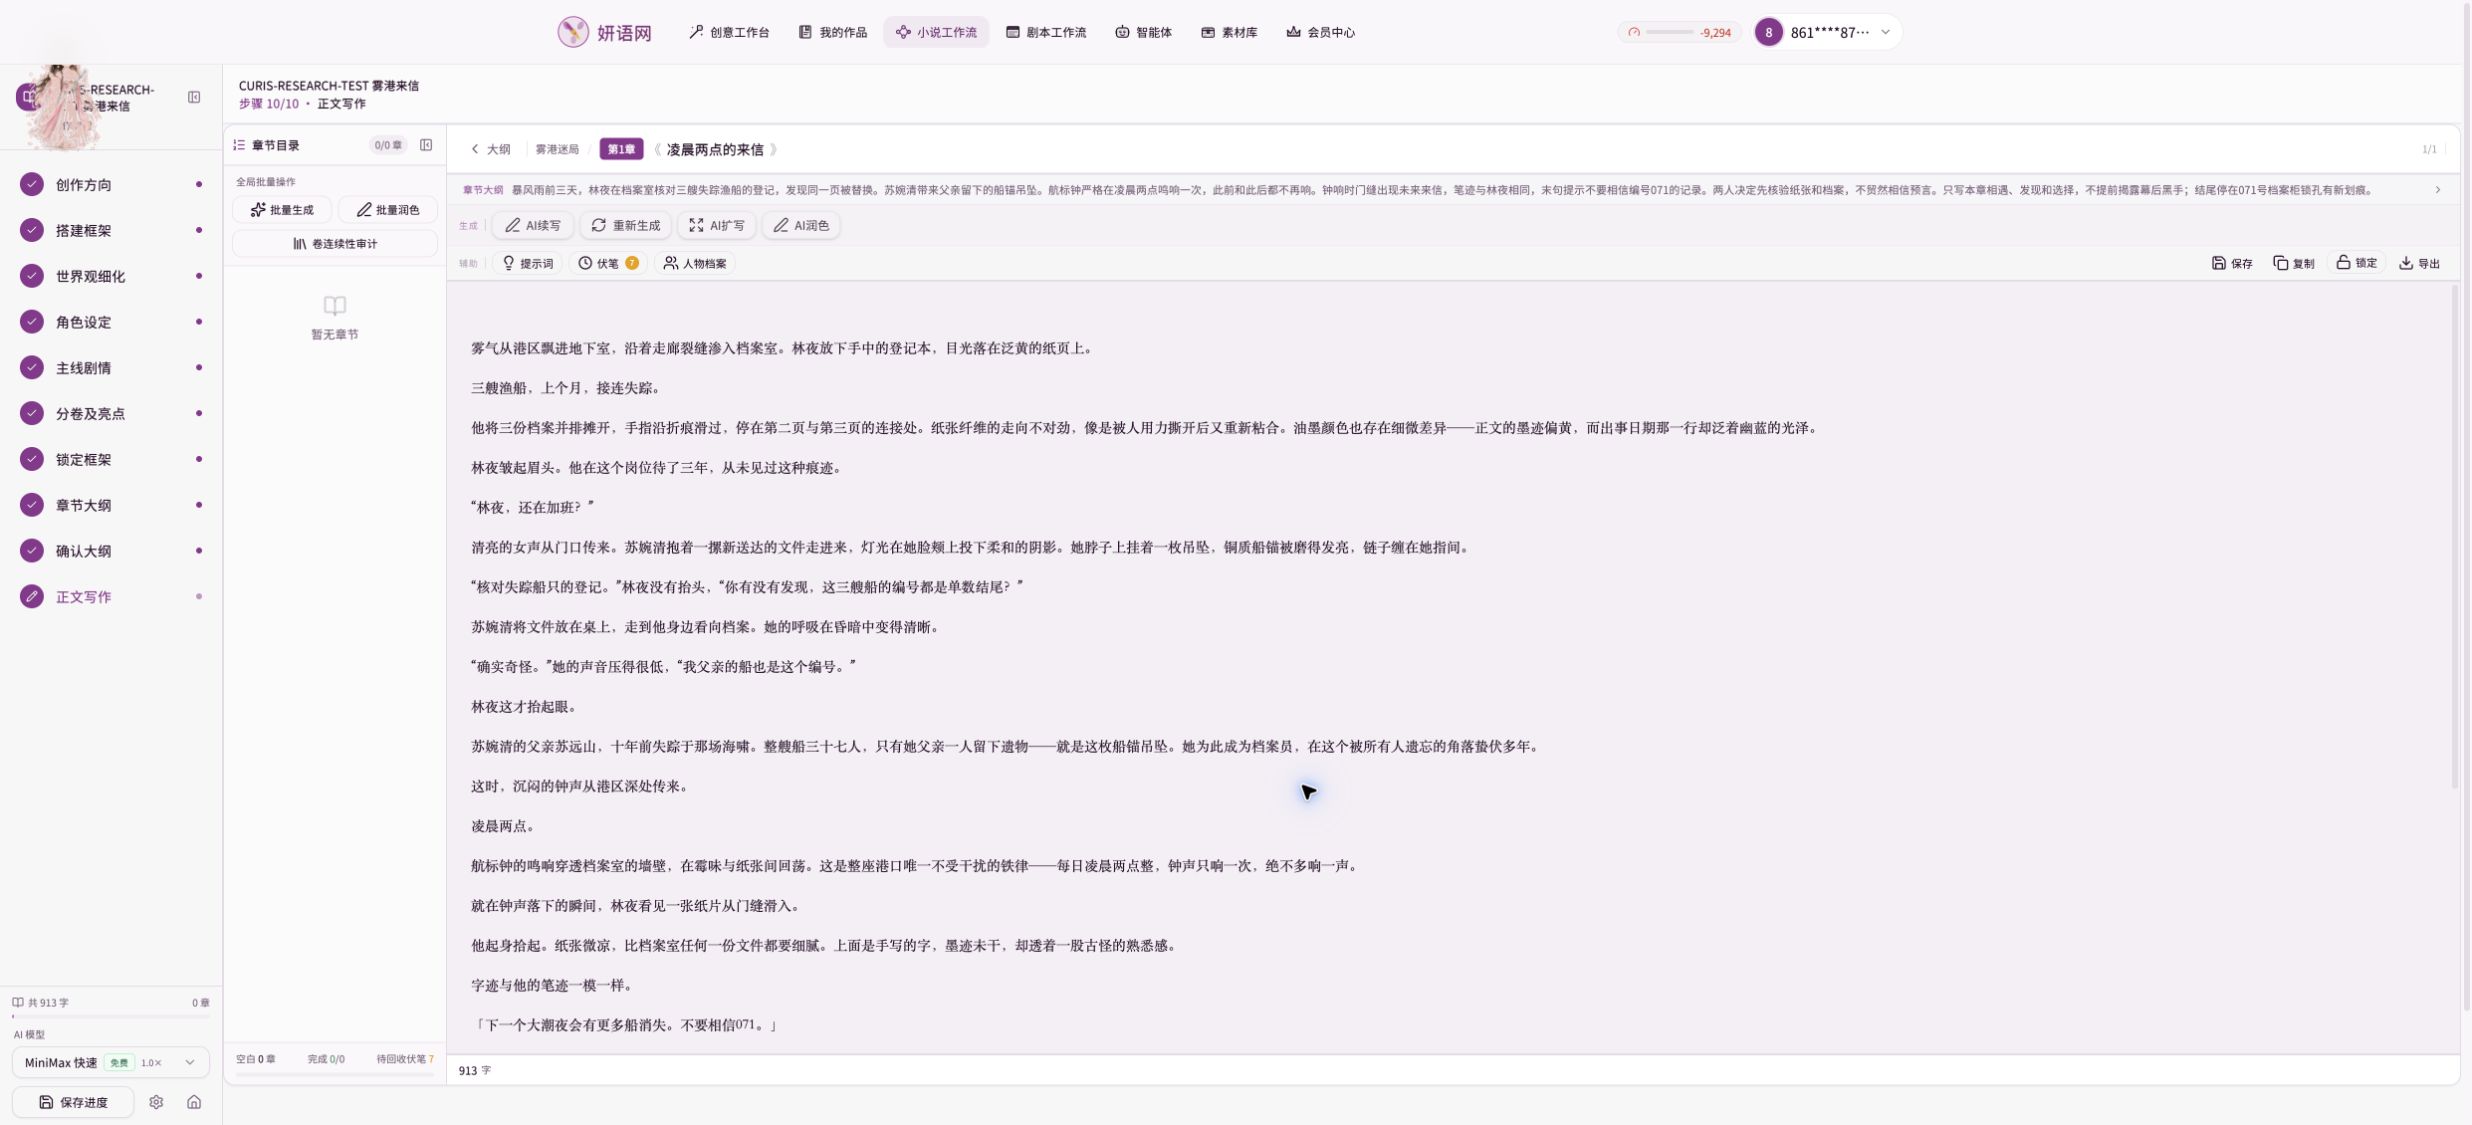 妍语网
创意工作台
我的作品
小说工作流
剧本工作流
智能体
素材库
会员中心
-9,294
8
861****87···
S-RESEARCH-
雾港来信
CURIS-RESEARCH-TEST 雾港来信
步骤 10/10 · 正文写作
创作方向
搭建框架
世界观细化
角色设定
主线剧情
分卷及亮点
锁定框架
章节大纲
确认大纲
正文写作
共 913 字
0 章
AI 模型
MiniMax 快速 免费 1.0×
保存进度
章节目录
0/0 章
全局批量操作
批量生成
批量润色
卷连续性审计
暂无章节
空白 0 章
完成 0/0
待回收伏笔 7
大纲
雾港迷局
第1章
《 凌晨两点的来信 》
1/1
章节大纲 暴风雨前三天，林夜在档案室核对三艘失踪渔船的登记，发现同一页被替换。苏婉清带来父亲留下的船锚吊坠。航标钟严格在凌晨两点鸣响一次，此前和此后都不再响。钟响时门缝出现未来来信，笔迹与林夜相同，末句提示不要相信编号071的记录。两人决定先核验纸张和档案，不贸然相信预言。只写本章相遇、发现和选择，不提前揭露幕后黑手；结尾停在071号档案柜锁孔有新划痕。
生成
AI续写
重新生成
AI扩写
AI润色
辅助
提示词
伏笔 7
人物档案
保存
复制
锁定
导出
雾气从港区飘进地下室，沿着走廊裂缝渗入档案室。林夜放下手中的登记本，目光落在泛黄的纸页上。
三艘渔船，上个月，接连失踪。
他将三份档案并排摊开，手指沿折痕滑过，停在第二页与第三页的连接处。纸张纤维的走向不对劲，像是被人用力撕开后又重新粘合。油墨颜色也存在细微差异——正文的墨迹偏黄，而出事日期那一行却泛着幽蓝的光泽。
林夜皱起眉头。他在这个岗位待了三年，从未见过这种痕迹。
“林夜，还在加班？”
清亮的女声从门口传来。苏婉清抱着一摞新送达的文件走进来，灯光在她脸颊上投下柔和的阴影。她脖子上挂着一枚吊坠，铜质船锚被磨得发亮，链子缠在她指间。
“核对失踪船只的登记。”林夜没有抬头，“你有没有发现，这三艘船的编号都是单数结尾？”
苏婉清将文件放在桌上，走到他身边看向档案。她的呼吸在昏暗中变得清晰。
“确实奇怪。”她的声音压得很低，“我父亲的船也是这个编号。”
林夜这才抬起眼。
苏婉清的父亲苏远山，十年前失踪于那场海啸。整艘船三十七人，只有她父亲一人留下遗物——就是这枚船锚吊坠。她为此成为档案员，在这个被所有人遗忘的角落蛰伏多年。
这时，沉闷的钟声从港区深处传来。
凌晨两点。
航标钟的鸣响穿透档案室的墙壁，在霉味与纸张间回荡。这是整座港口唯一不受干扰的铁律——每日凌晨两点整，钟声只响一次，绝不多响一声。
就在钟声落下的瞬间，林夜看见一张纸片从门缝滑入。
他起身拾起。纸张微凉，比档案室任何一份文件都要细腻。上面是手写的字，墨迹未干，却透着一股古怪的熟悉感。
字迹与他的笔迹一模一样。
「下一个大潮夜会有更多船消失。不要相信071。」
913 字